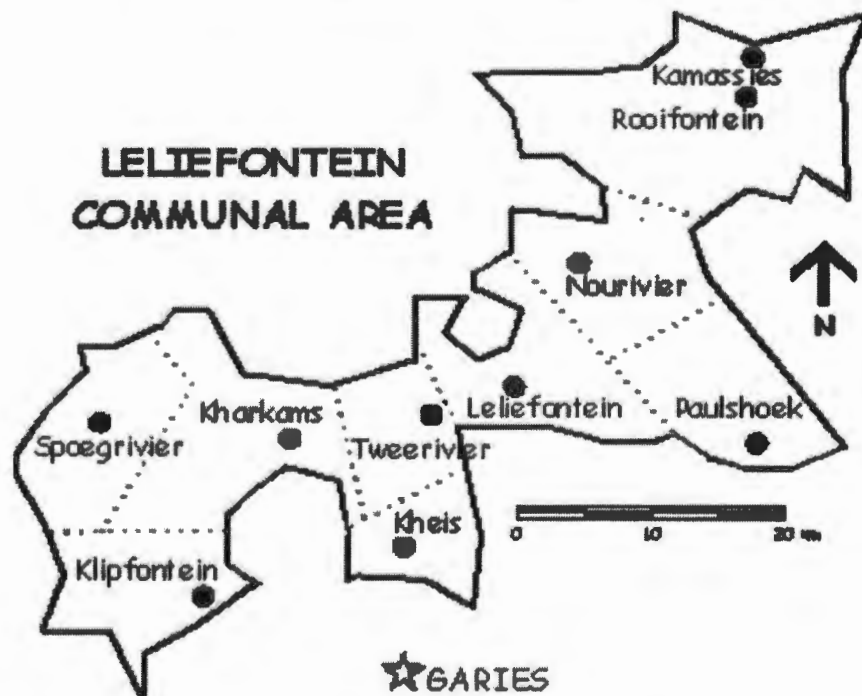 Kamassies
Rooifontein
LELIEFONTEIN
COMMUNAL AREA
Nourivier
N
Kharkams
Leliefontein
Paulshoek
Spoegrivier
Tweerivier
Kheis
0 10 20 km
Klipfontein
GARIES